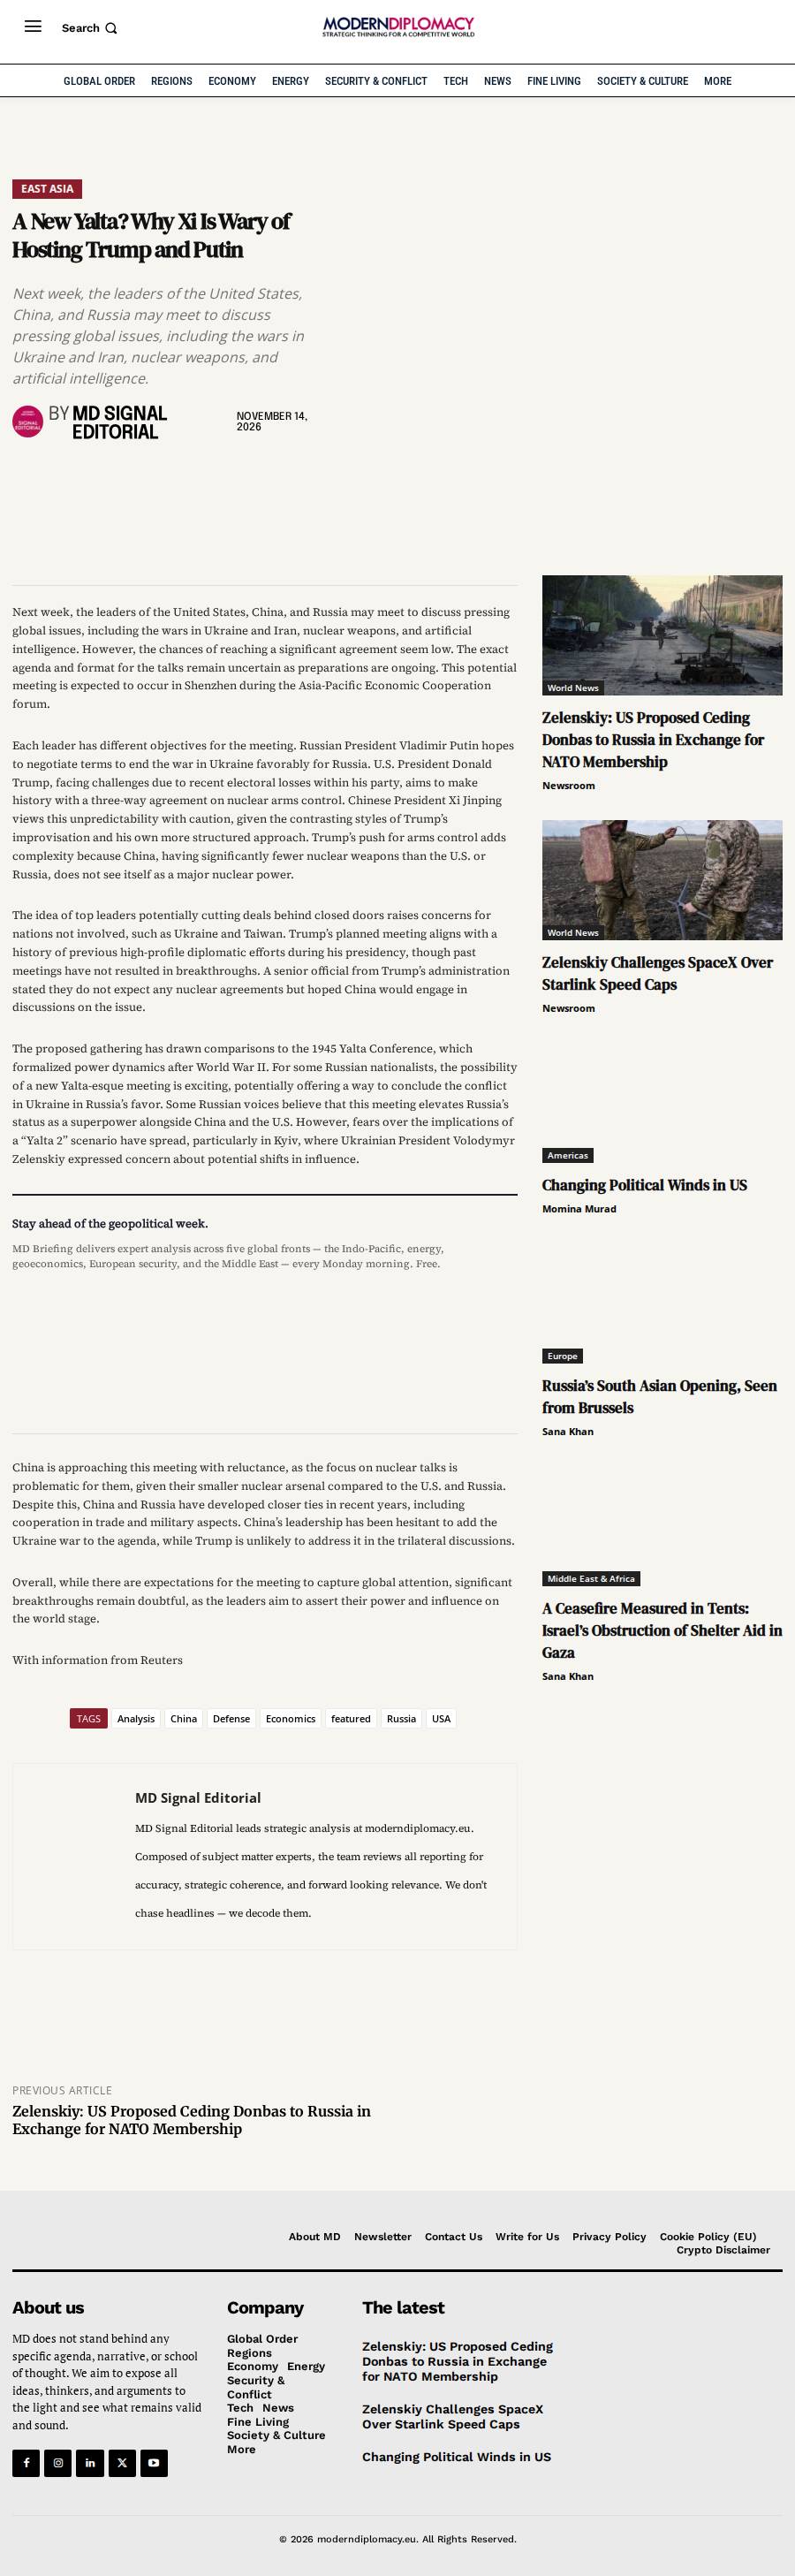 Search
MODERNDIPLOMACY
STRATEGIC THINKING FOR A COMPETITIVE WORLD
GLOBAL ORDER REGIONS ECONOMY ENERGY SECURITY & CONFLICT TECH NEWS FINE LIVING SOCIETY & CULTURE MORE
EAST ASIA
A New Yalta? Why Xi Is Wary of
Hosting Trump and Putin
Next week, the leaders of the United States,
China, and Russia may meet to discuss
pressing global issues, including the wars in
Ukraine and Iran, nuclear weapons, and
artificial intelligence.
BY MD SIGNAL
EDITORIAL
NOVEMBER 14,
2026
Next week, the leaders of the United States, China, and Russia may meet to discuss pressing
global issues, including the wars in Ukraine and Iran, nuclear weapons, and artificial
intelligence. However, the chances of reaching a significant agreement seem low. The exact
agenda and format for the talks remain uncertain as preparations are ongoing. This potential
meeting is expected to occur in Shenzhen during the Asia-Pacific Economic Cooperation
forum.
Each leader has different objectives for the meeting. Russian President Vladimir Putin hopes
to negotiate terms to end the war in Ukraine favorably for Russia. U.S. President Donald
Trump, facing challenges due to recent electoral losses within his party, aims to make
history with a three-way agreement on nuclear arms control. Chinese President Xi Jinping
views this unpredictability with caution, given the contrasting styles of Trump's
improvisation and his own more structured approach. Trump's push for arms control adds
complexity because China, having significantly fewer nuclear weapons than the U.S. or
Russia, does not see itself as a major nuclear power.
The idea of top leaders potentially cutting deals behind closed doors raises concerns for
nations not involved, such as Ukraine and Taiwan. Trump's planned meeting aligns with a
history of previous high-profile diplomatic efforts during his presidency, though past
meetings have not resulted in breakthroughs. A senior official from Trump's administration
stated they do not expect any nuclear agreements but hoped China would engage in
discussions on the issue.
The proposed gathering has drawn comparisons to the 1945 Yalta Conference, which
formalized power dynamics after World War II. For some Russian nationalists, the possibility
of a new Yalta-esque meeting is exciting, potentially offering a way to conclude the conflict
in Ukraine in Russia's favor. Some Russian voices believe that this meeting elevates Russia's
status as a superpower alongside China and the U.S. However, fears over the implications of
a “Yalta 2” scenario have spread, particularly in Kyiv, where Ukrainian President Volodymyr
Zelenskiy expressed concern about potential shifts in influence.
Stay ahead of the geopolitical week.
MD Briefing delivers expert analysis across five global fronts — the Indo-Pacific, energy,
geoeconomics, European security, and the Middle East — every Monday morning. Free.
China is approaching this meeting with reluctance, as the focus on nuclear talks is
problematic for them, given their smaller nuclear arsenal compared to the U.S. and Russia.
Despite this, China and Russia have developed closer ties in recent years, including
cooperation in trade and military aspects. China's leadership has been hesitant to add the
Ukraine war to the agenda, while Trump is unlikely to address it in the trilateral discussions.
Overall, while there are expectations for the meeting to capture global attention, significant
breakthroughs remain doubtful, as the leaders aim to assert their power and influence on
the world stage.
With information from Reuters
TAGS Analysis China Defense Economics featured Russia USA
MD Signal Editorial
MD Signal Editorial leads strategic analysis at moderndiplomacy.eu.
Composed of subject matter experts, the team reviews all reporting for
accuracy, strategic coherence, and forward looking relevance. We don't
chase headlines — we decode them.
World News
Zelenskiy: US Proposed Ceding
Donbas to Russia in Exchange for
NATO Membership
Newsroom
World News
Zelenskiy Challenges SpaceX Over
Starlink Speed Caps
Newsroom
Americas
Changing Political Winds in US
Momina Murad
Europe
Russia's South Asian Opening, Seen
from Brussels
Sana Khan
Middle East & Africa
A Ceasefire Measured in Tents:
Israel's Obstruction of Shelter Aid in
Gaza
Sana Khan
PREVIOUS ARTICLE
Zelenskiy: US Proposed Ceding Donbas to Russia in
Exchange for NATO Membership
About MD Newsletter Contact Us Write for Us Privacy Policy Cookie Policy (EU)
Crypto Disclaimer
About us
MD does not stand behind any
specific agenda, narrative, or school
of thought. We aim to expose all
ideas, thinkers, and arguments to
the light and see what remains valid
and sound.
Company
Global Order
Regions
Economy Energy
Security &
Conflict
Tech News
Fine Living
Society & Culture
More
The latest
Zelenskiy: US Proposed Ceding
Donbas to Russia in Exchange
for NATO Membership
Zelenskiy Challenges SpaceX
Over Starlink Speed Caps
Changing Political Winds in US
© 2026 moderndiplomacy.eu. All Rights Reserved.